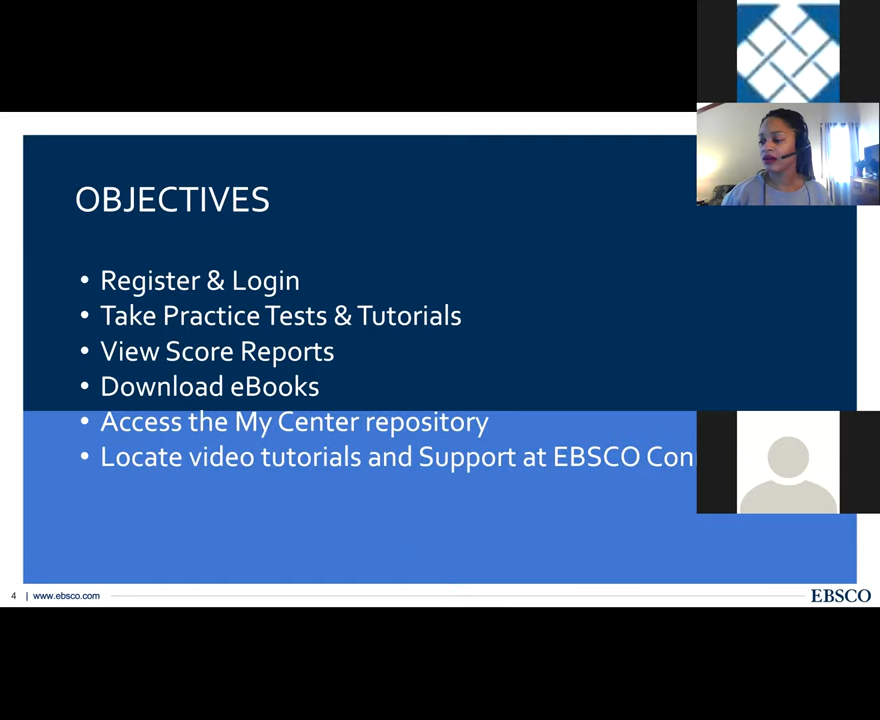 OBJECTIVES
• Register & Login
• Take Practice Tests & Tutorials
• View Score Reports
• Download eBooks
• Access the My Center repository
• Locate video tutorials and Support at EBSCO Con
4 | www.ebsco.com
EBSCO